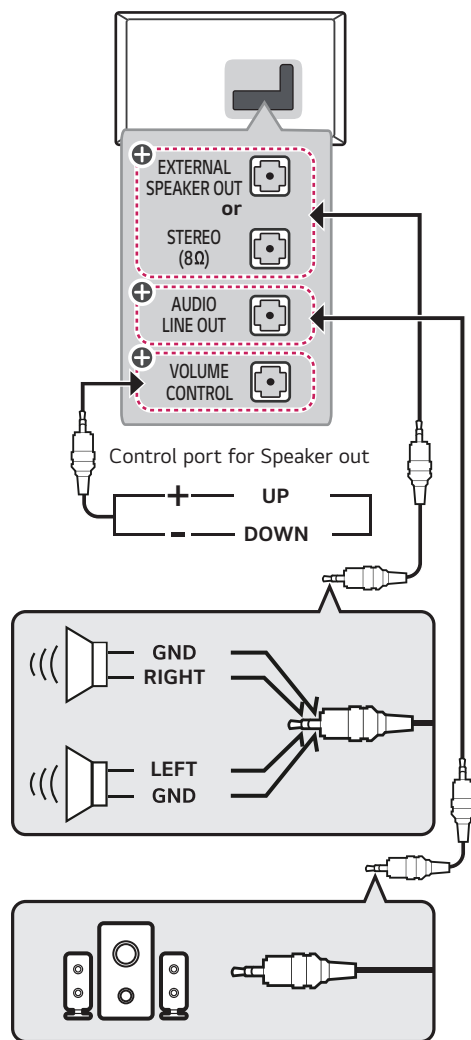 EXTERNAL
SPEAKER OUT
or
STEREO
(8Ω)
AUDIO
LINE OUT
VOLUME
CONTROL
Control port for Speaker out
+ UP
- DOWN
GND
RIGHT
LEFT
GND